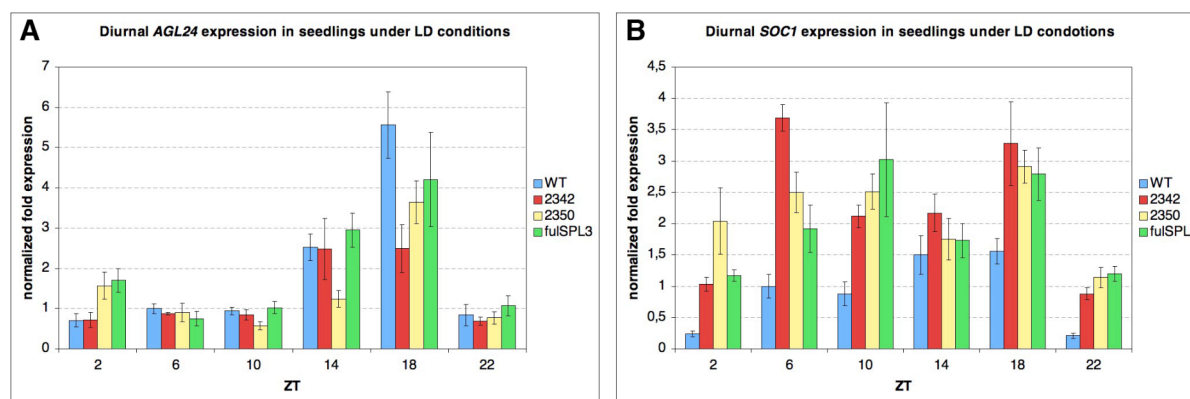 A
Diurnal AGL24 expression in seedlings under LD conditions
normalized fold expression
7
6
5
4
3
2
1
0
2 6 10 14 18 22
ZT
WT
2342
2350
fulSPL3
B
Diurnal SOC1 expression in seedlings under LD condotions
normalized fold expression
4,5
4
3,5
3
2,5
2
1,5
1
0,5
0
2 6 10 14 18 22
ZT
WT
2342
2350
fulSPL